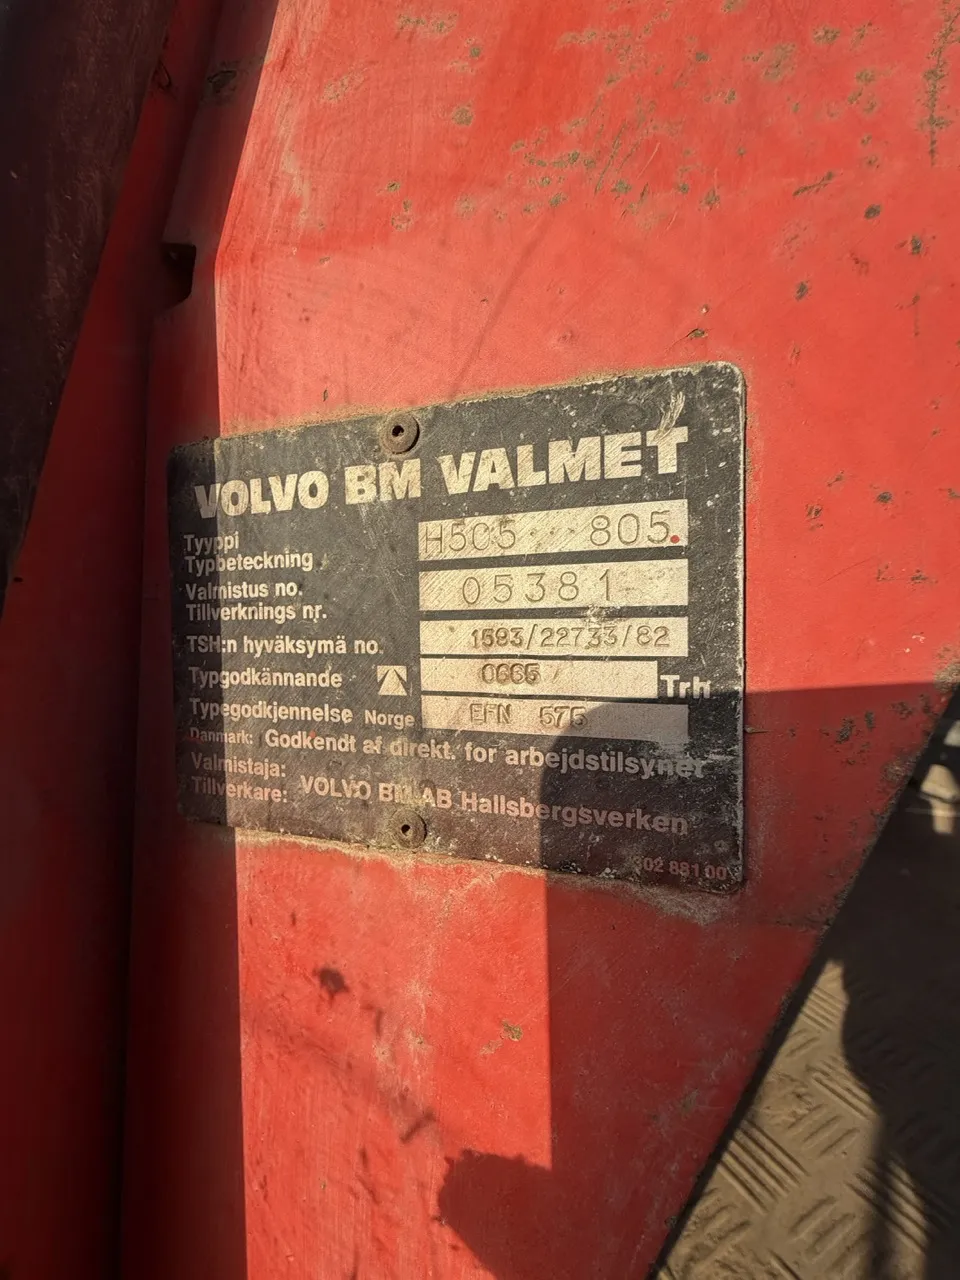 VOLVO BM VALMET
Tyyppi
Typbeteckning
H505 805
Valmistus no.
Tillverknings nr.
05381
TSH:n hyväksymä no.
1593/22733/82
Typgodkännande
0665
Trh
Typegodkjennelse Norge
EFN 575
Danmark: Godkendt af direkt. for arbejdstilsynet
Valmistaja:
Tillverkare:
VOLVO BM AB Hallsbergsverken
302 881 00